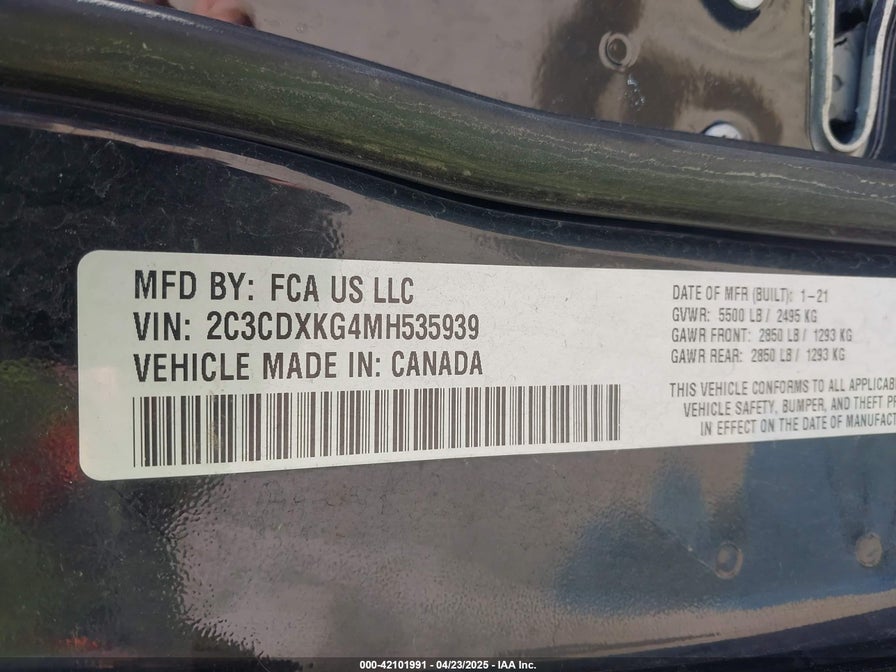 MFD BY: FCA US LLC
VIN: 2C3CDXKG4MH535939
VEHICLE MADE IN: CANADA
DATE OF MFR (BUILT): 1-21
GVWR: 5500 LB / 2495 KG
GAWR FRONT: 2850 LB / 1293 KG
GAWR REAR: 2850 LB / 1293 KG
THIS VEHICLE CONFORMS TO ALL APPLICAB
VEHICLE SAFETY, BUMPER, AND THEFT P
IN EFFECT ON THE DATE OF MANUFACT
000-42101991 — 04/23/2025 — IAA Inc.